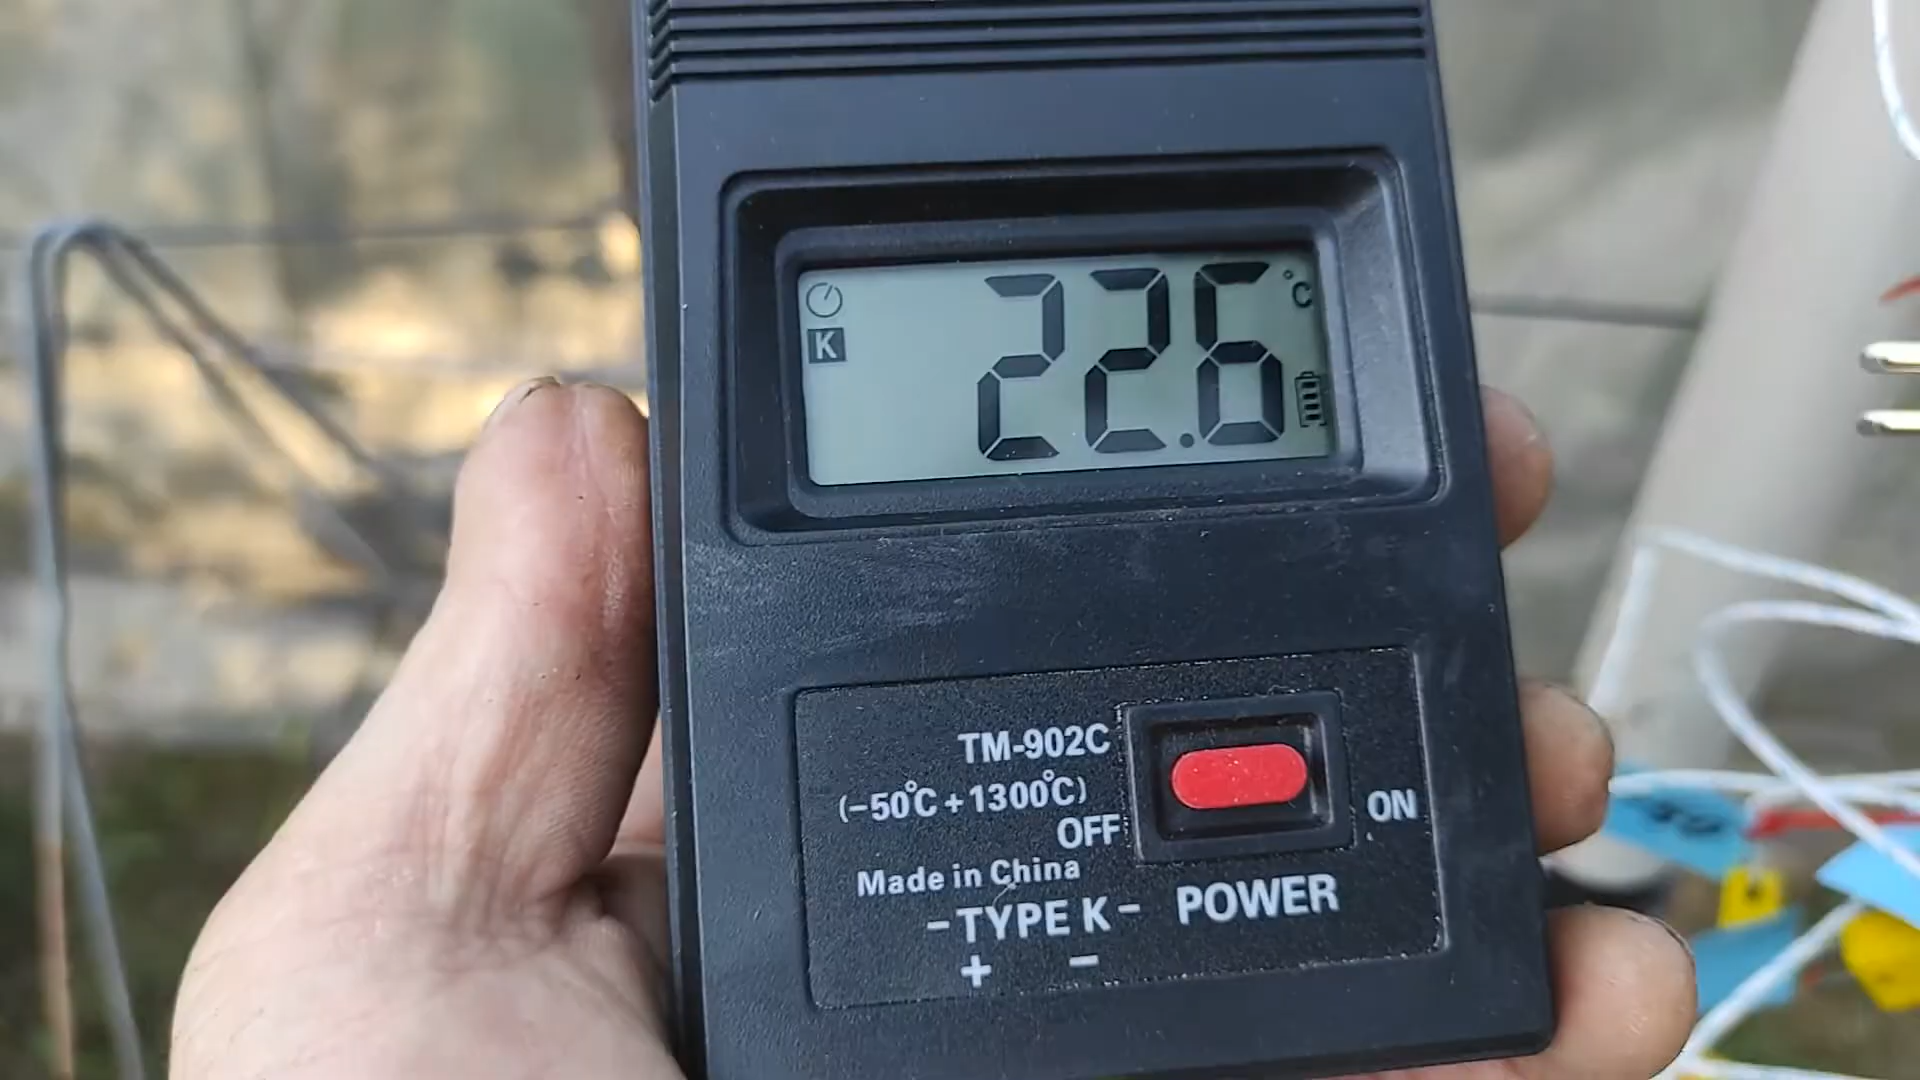 K
22.6 °C
TM-902C
(-50℃+1300℃)
OFF
ON
Made in China
-TYPE K-
POWER
+ -